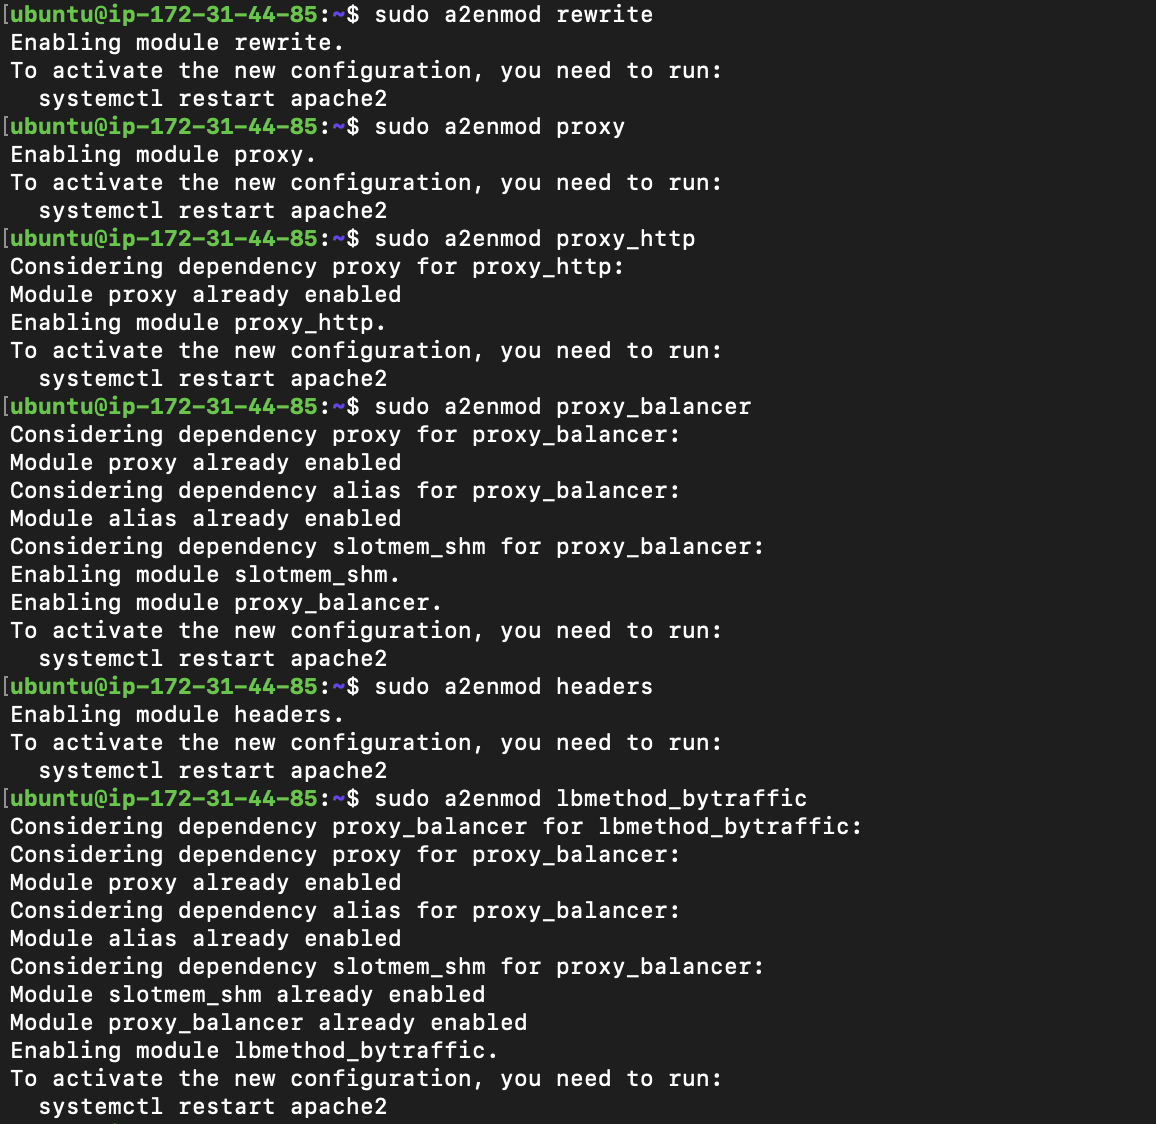 [ubuntu@ip-172-31-44-85:~$ sudo a2enmod rewrite
Enabling module rewrite.
To activate the new configuration, you need to run:
  systemctl restart apache2
[ubuntu@ip-172-31-44-85:~$ sudo a2enmod proxy
Enabling module proxy.
To activate the new configuration, you need to run:
  systemctl restart apache2
[ubuntu@ip-172-31-44-85:~$ sudo a2enmod proxy_http
Considering dependency proxy for proxy_http:
Module proxy already enabled
Enabling module proxy_http.
To activate the new configuration, you need to run:
  systemctl restart apache2
[ubuntu@ip-172-31-44-85:~$ sudo a2enmod proxy_balancer
Considering dependency proxy for proxy_balancer:
Module proxy already enabled
Considering dependency alias for proxy_balancer:
Module alias already enabled
Considering dependency slotmem_shm for proxy_balancer:
Enabling module slotmem_shm.
Enabling module proxy_balancer.
To activate the new configuration, you need to run:
  systemctl restart apache2
[ubuntu@ip-172-31-44-85:~$ sudo a2enmod headers
Enabling module headers.
To activate the new configuration, you need to run:
  systemctl restart apache2
[ubuntu@ip-172-31-44-85:~$ sudo a2enmod lbmethod_bytraffic
Considering dependency proxy_balancer for lbmethod_bytraffic:
Considering dependency proxy for proxy_balancer:
Module proxy already enabled
Considering dependency alias for proxy_balancer:
Module alias already enabled
Considering dependency slotmem_shm for proxy_balancer:
Module slotmem_shm already enabled
Module proxy_balancer already enabled
Enabling module lbmethod_bytraffic.
To activate the new configuration, you need to run:
  systemctl restart apache2